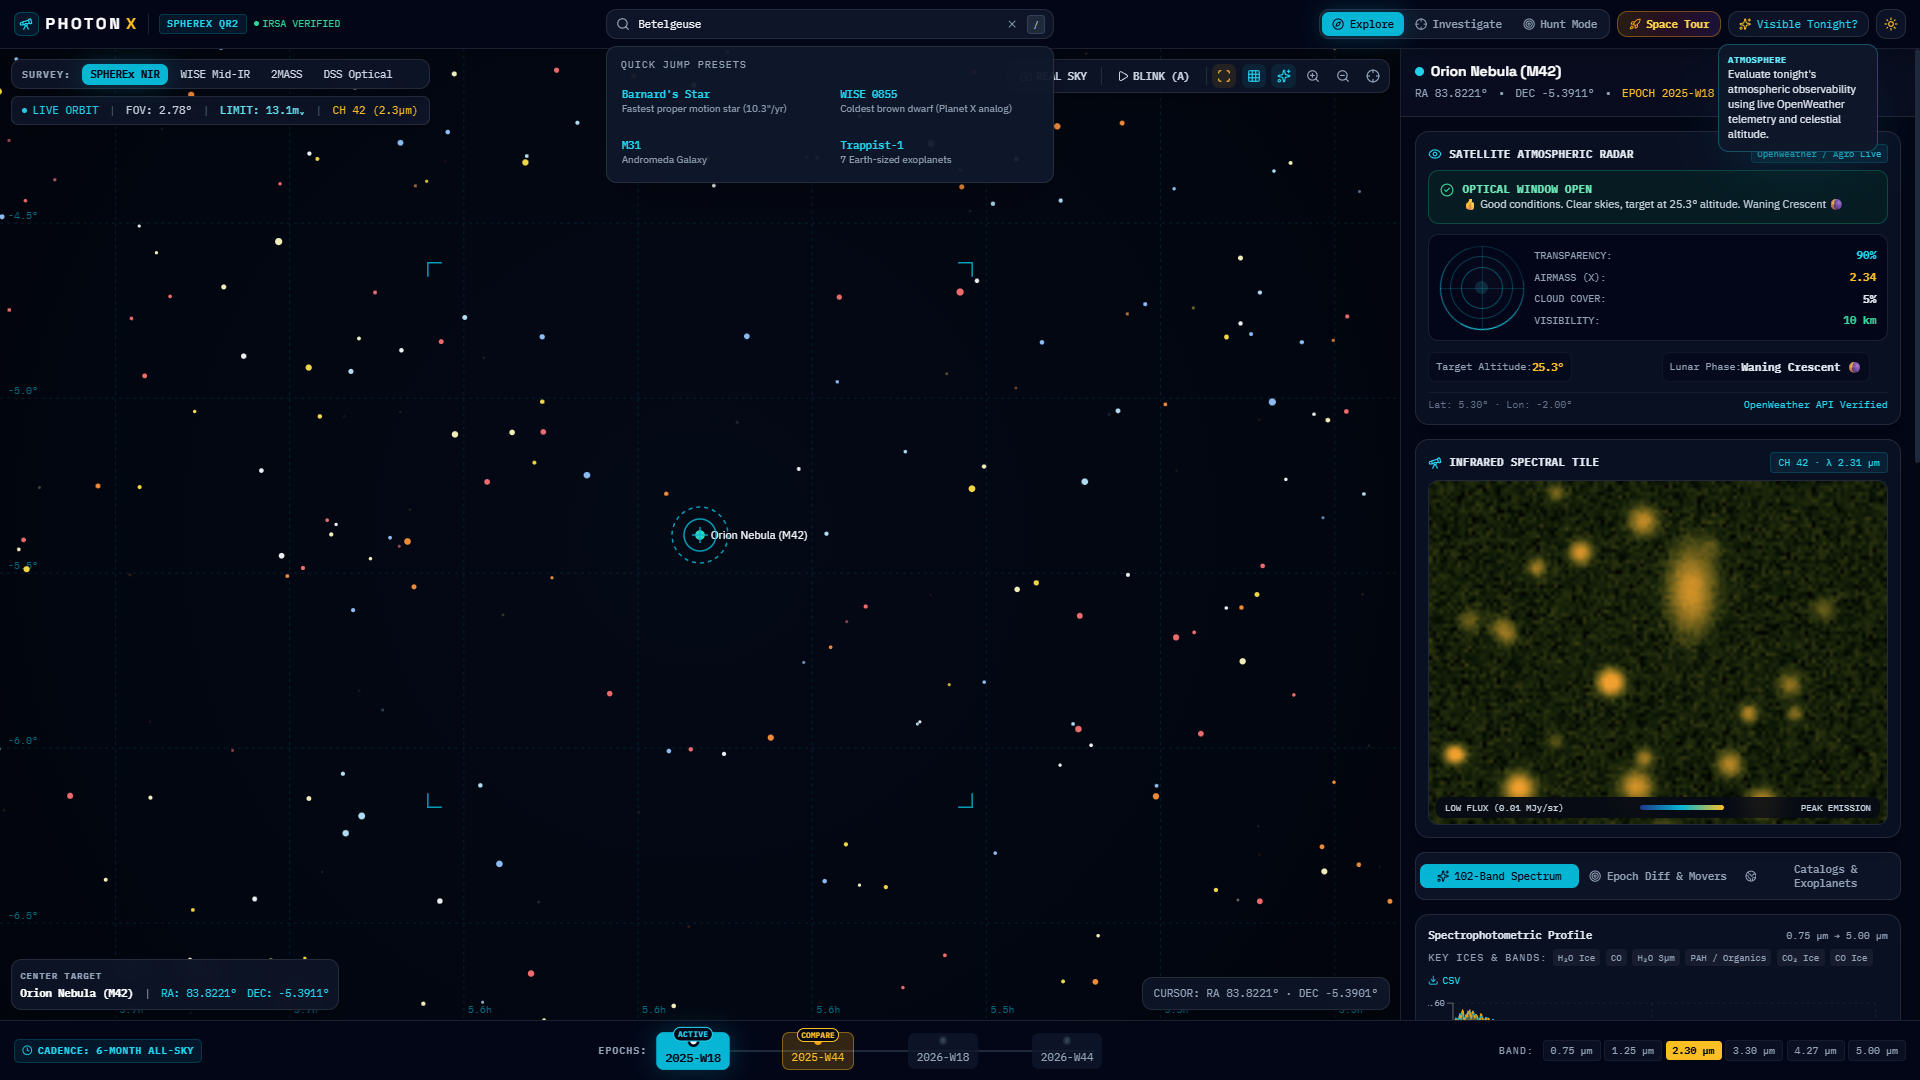 PHOTON X
SPHEREX QR2
IRSA VERIFIED
Betelgeuse
/
Explore
Investigate
Hunt Mode
Space Tour
Visible Tonight?
SURVEY:
SPHEREx NIR
WISE Mid-IR
2MASS
DSS Optical
LIVE ORBIT | FOV: 2.78° | LIMIT: 13.1mᵥ | CH 42 (2.3µm)
QUICK JUMP PRESETS
Barnard's Star
Fastest proper motion star (10.3"/yr)
WISE 0855
Coldest brown dwarf (Planet X analog)
M31
Andromeda Galaxy
Trappist-1
7 Earth-sized exoplanets
SKY
BLINK (A)
-4.5°
-5.0°
-6.0°
-6.5°
5.6h
5.6h
5.6h
5.5h
Orion Nebula (M42)
CENTER TARGET
Orion Nebula (M42) | RA: 83.8221° DEC: -5.3911°
CURSOR: RA 83.8221° · DEC -5.3901°
Orion Nebula (M42)
RA 83.8221° • DEC -5.3911° • EPOCH 2025-W18
ATMOSPHERE
Evaluate tonight's
atmospheric observability
using live OpenWeather
telemetry and celestial
altitude.
SATELLITE ATMOSPHERIC RADAR
OpenWeather / Agro Live
OPTICAL WINDOW OPEN
👍 Good conditions. Clear skies, target at 25.3° altitude. Waning Crescent
TRANSPARENCY: 90%
AIRMASS (X): 2.34
CLOUD COVER: 5%
VISIBILITY: 10 km
Target Altitude: 25.3°
Lunar Phase: Waning Crescent
Lat: 5.30° · Lon: -2.00°
OpenWeather API Verified
INFRARED SPECTRAL TILE
CH 42 · λ 2.31 µm
LOW FLUX (0.01 MJy/sr)
PEAK EMISSION
102-Band Spectrum
Epoch Diff & Movers
Catalogs &
Exoplanets
Spectrophotometric Profile
0.75 µm → 5.00 µm
KEY ICES & BANDS: H₂O Ice CO H₂O 5µm PAH / Organics CO₂ Ice CO Ice
CSV
.60
CADENCE: 6-MONTH ALL-SKY
EPOCHS:
ACTIVE
2025-W18
COMPARE
2025-W44
2026-W18
2026-W44
BAND:
0.75 µm
1.25 µm
2.30 µm
3.30 µm
4.27 µm
5.00 µm